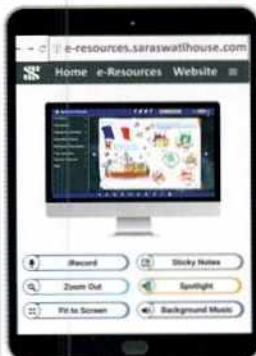 e-resources.saraswatihouse.com
Home e-Resources Website
iRecord
Sticky Notes
Zoom Out
Spotlight
Fit to Screen
Background Music